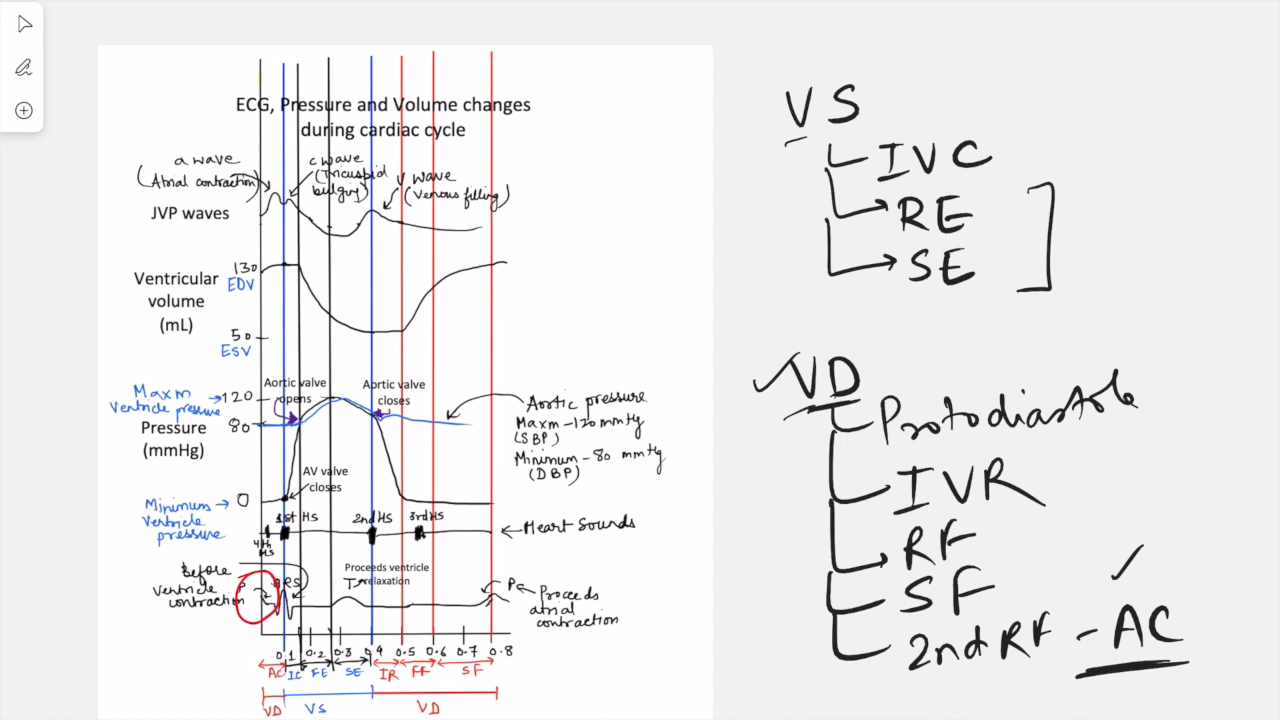 ECG, Pressure and Volume changes
during cardiac cycle
a wave
(Atrial contraction)
c wave
(Tricuspid
bulging)
V wave
(Venous filling)
JVP waves
130
EDV
Ventricular
volume
(mL)
50
ESV
Maxm
Ventricle pressure
120
80
Pressure
(mmHg)
Aortic valve
opens
Aortic valve
closes
Aortic pressure
Maxm - 120 mmHg
(SBP)
Minimum - 80 mmHg
(DBP)
AV valve
closes
Minimum
Ventricle
pressure
0
1st HS
2nd HS
3rd HS
4th
HS
Heart Sounds
Before
Ventricle
contraction
QRS
Proceeds ventricle
relaxation
T
P
Proceeds
atrial
contraction
0.1 0.2 0.3 0.4 0.5 0.6 0.7 0.8
AC IC SE IR SF
VD VS VD
VS
IVC
RE
SE
VD
Protodiastole
IVR
RF
SF
2nd RF - AC